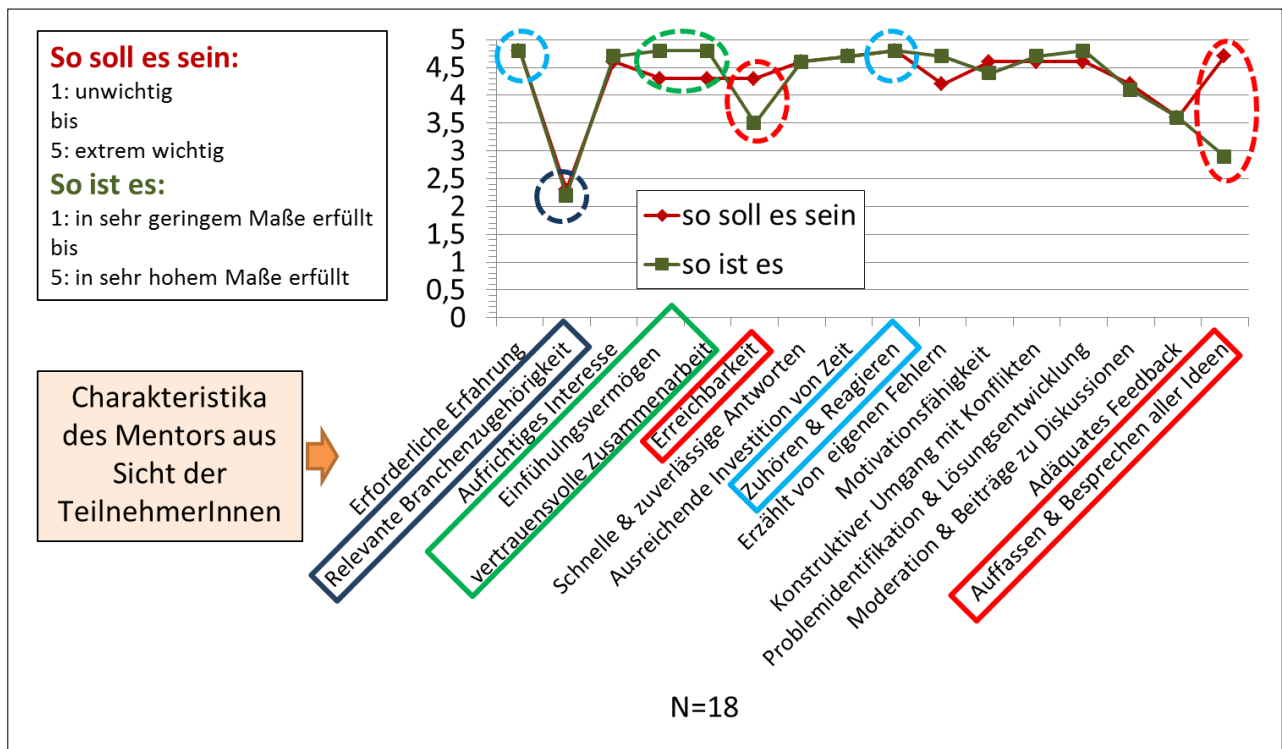 So soll es sein:
1: unwichtig
bis
5: extrem wichtig
So ist es:
1: in sehr geringem Maße erfüllt
bis
5: in sehr hohem Maße erfüllt
5
4,5
4
3,5
3
2,5
2
1,5
1
0,5
0
so soll es sein
so ist es
Charakteristika
des Mentors aus
Sicht der
TeilnehmerInnen
Erforderliche Erfahrung
Relevante Branchenzugehörigkeit
Aufrichtiges Interesse
Einfühulngsvermögen
vertrauensvolle Zusammenarbeit
Erreichbarkeit
Schnelle & zuverlässige Antworten
Ausreichende Investition von Zeit
Zuhören & Reagieren
Erzählt von eigenen Fehlern
Motivationsfähigkeit
Konstruktiver Umgang mit Konflikten
Problemidentifikation & Lösungsentwicklung
Moderation & Beiträge zu Diskussionen
Adäquates Feedback
Auffassen & Besprechen aller Ideen
N=18